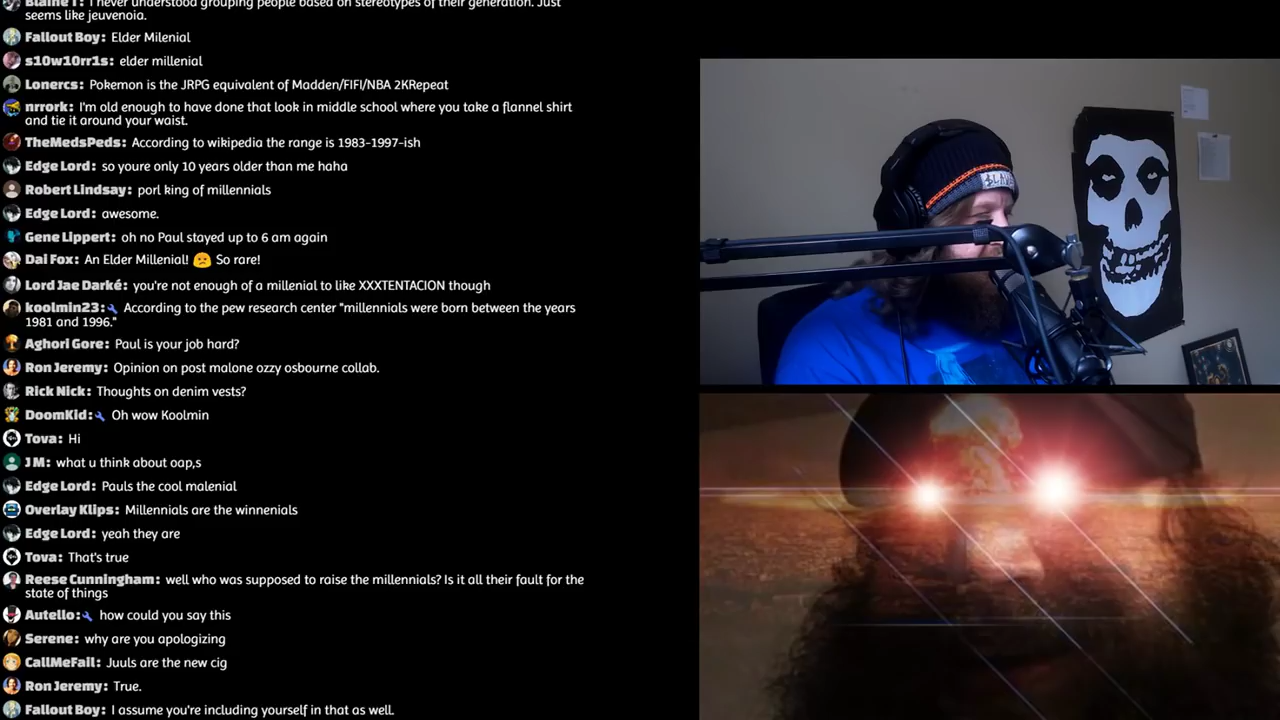 Blaine T: I never understood grouping people based on stereotypes of their generation. Just
seems like jeuvenoia.
Fallout Boy: Elder Milenial
s10w10rr1s: elder millenial
Lonercs: Pokemon is the JRPG equivalent of Madden/FIFI/NBA 2KRepeat
nrrork: I'm old enough to have done that look in middle school where you take a flannel shirt
and tie it around your waist.
TheMedsPeds: According to wikipedia the range is 1983-1997-ish
Edge Lord: so youre only 10 years older than me haha
Robert Lindsay: porl king of millennials
Edge Lord: awesome.
Gene Lippert: oh no Paul stayed up to 6 am again
Dai Fox: An Elder Millenial! 😟 So rare!
Lord Jae Darké: you're not enough of a millenial to like XXXTENTACION though
koolmin23: According to the pew research center "millennials were born between the years
1981 and 1996."
Aghori Gore: Paul is your job hard?
Ron Jeremy: Opinion on post malone ozzy osbourne collab.
Rick Nick: Thoughts on denim vests?
DoomKid: Oh wow Koolmin
Tova: Hi
J M: what u think about oap,s
Edge Lord: Pauls the cool malenial
Overlay Klips: Millennials are the winnenials
Edge Lord: yeah they are
Tova: That's true
Reese Cunningham: well who was supposed to raise the millennials? Is it all their fault for the
state of things
Autello: how could you say this
Serene: why are you apologizing
CallMeFail: Juuls are the new cig
Ron Jeremy: True.
Fallout Boy: I assume you're including yourself in that as well.